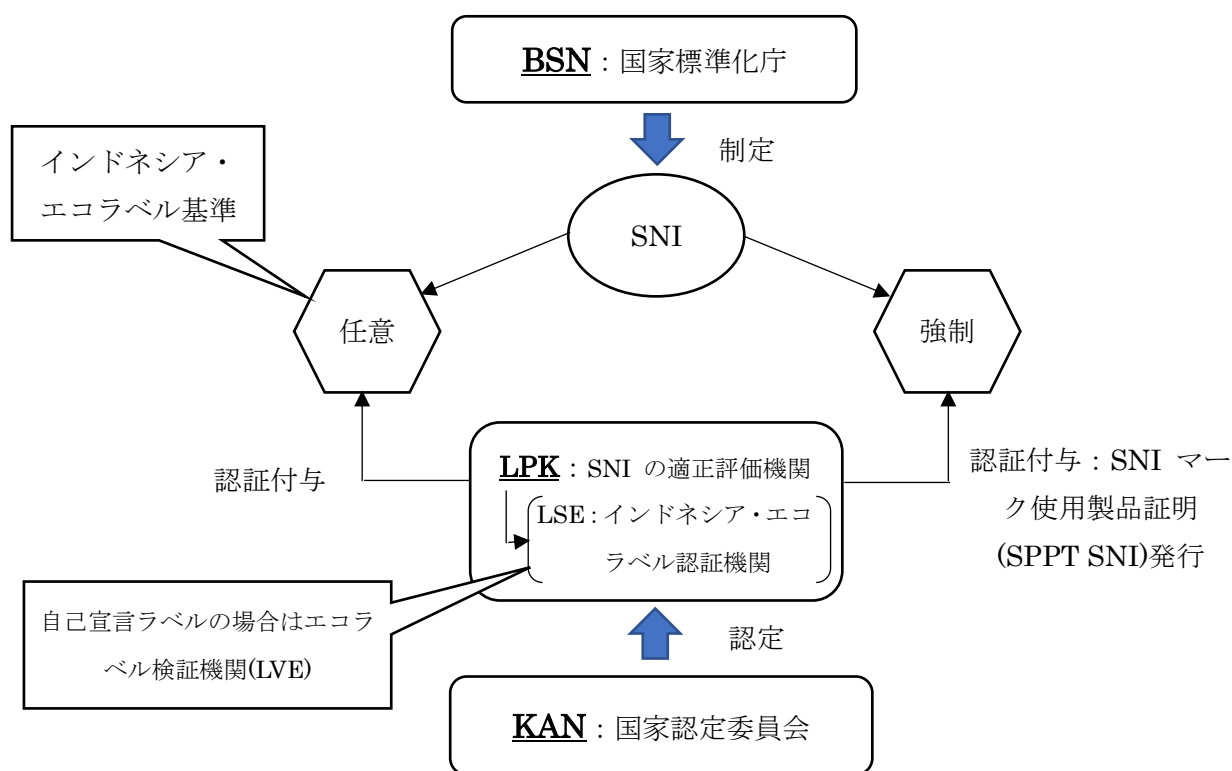 BSN：国家標準化庁
制定
インドネシア・
エコラベル基準
SNI
任意
強制
認証付与
LPK：SNI の適正評価機関
LSE：インドネシア・エコ
ラベル認証機関
認証付与：SNI マー
ク使用製品証明
(SPPT SNI)発行
自己宣言ラベルの場合はエコラ
ベル検証機関(LVE)
認定
KAN：国家認定委員会